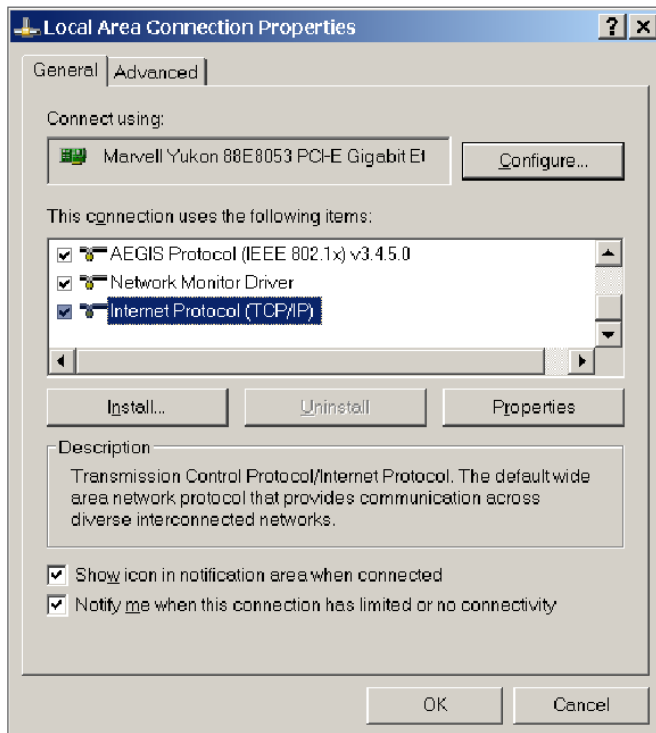 Local Area Connection Properties
General
Advanced
Connect using:
Marvell Yukon 88E8053 PCI-E Gigabit Et
Configure...
This connection uses the following items:
AEGIS Protocol (IEEE 802.1x) v3.4.5.0
Network Monitor Driver
Internet Protocol (TCP/IP)
Install...
Uninstall
Properties
Description
Transmission Control Protocol/Internet Protocol. The default wide
area network protocol that provides communication across
diverse interconnected networks.
Show icon in notification area when connected
Notify me when this connection has limited or no connectivity
OK
Cancel